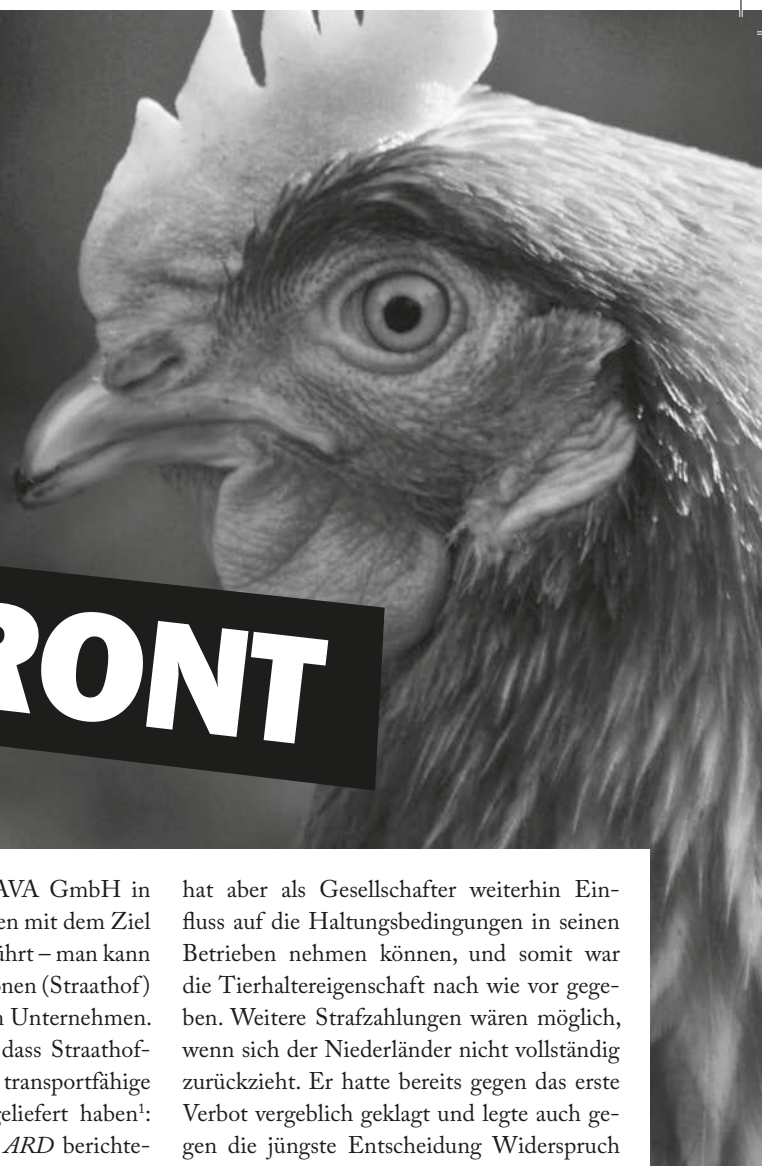 RONT
AVA GmbH in
en mit dem Ziel
ührt – man kann
nen (Straathof)
n Unternehmen.
dass Straathof-
transportfähige
geliefert haben¹:
ARD berichte-
hat aber als Gesellschafter weiterhin Ein-
fluss auf die Haltungsbedingungen in seinen
Betrieben nehmen können, und somit war
die Tierhaltereigenschaft nach wie vor gege-
ben. Weitere Strafzahlungen wären möglich,
wenn sich der Niederländer nicht vollständig
zurückzieht. Er hatte bereits gegen das erste
Verbot vergeblich geklagt und legte auch ge-
gen die jüngste Entscheidung Widerspruch